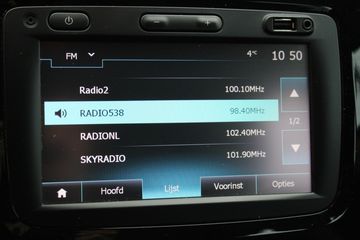 FM 4°C 10 50
Radio2 100.10MHz
RADIO538 98.40MHz
RADIONL 102.40MHz
1/2
SKYRADIO 101.90MHz
Hoofd Lijst Voorinst Opties